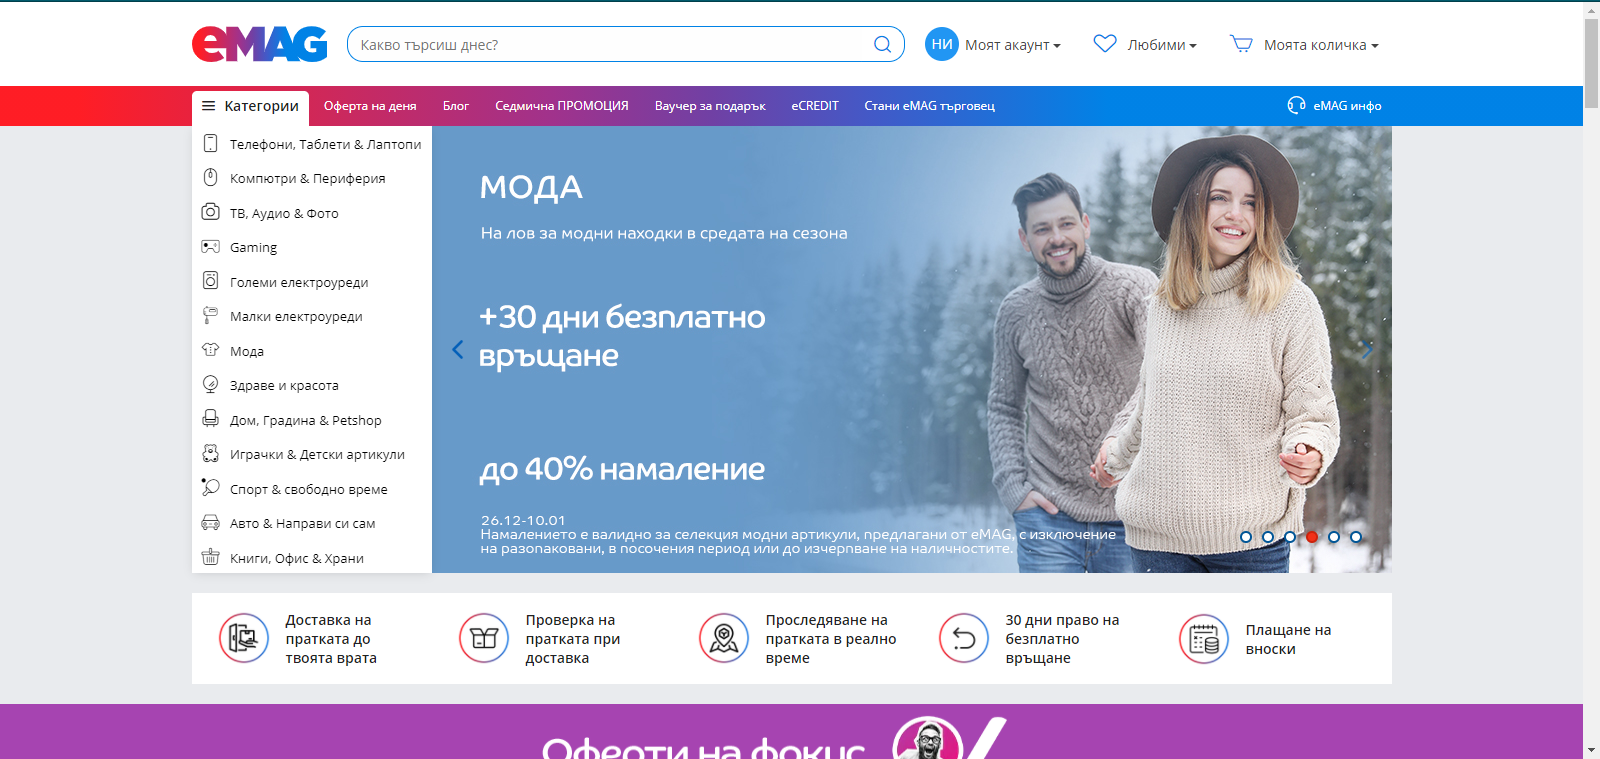 eMAG
Какво търсиш днес?
НИ Моят акаунт
Любими
Моята количка
Категории
Оферта на деня
Блог
Седмична ПРОМОЦИЯ
Ваучер за подарък
eCREDIT
Стани eMAG търговец
eMAG инфо
Телефони, Таблети & Лаптопи
Компютри & Периферия
ТВ, Аудио & Фото
Gaming
Големи електроуреди
Малки електроуреди
Мода
Здраве и красота
Дом, Градина & Petshop
Играчки & Детски артикули
Спорт & свободно време
Авто & Направи си сам
Книги, Офис & Храни
МОДА
На лов за модни находки в средата на сезона
+30 дни безплатно
връщане
до 40% намаление
26.12-10.01
Намалението е валидно за селекция модни артикули, предлагани от eMAG, с изключение
на разопаковани, в посочения период или до изчерпване на наличностите.
Доставка на
пратката до
твоята врата
Проверка на
пратката при
доставка
Проследяване на
пратката в реално
време
30 дни право на
безплатно
връщане
Плащане на
вноски
Оферти на фокус